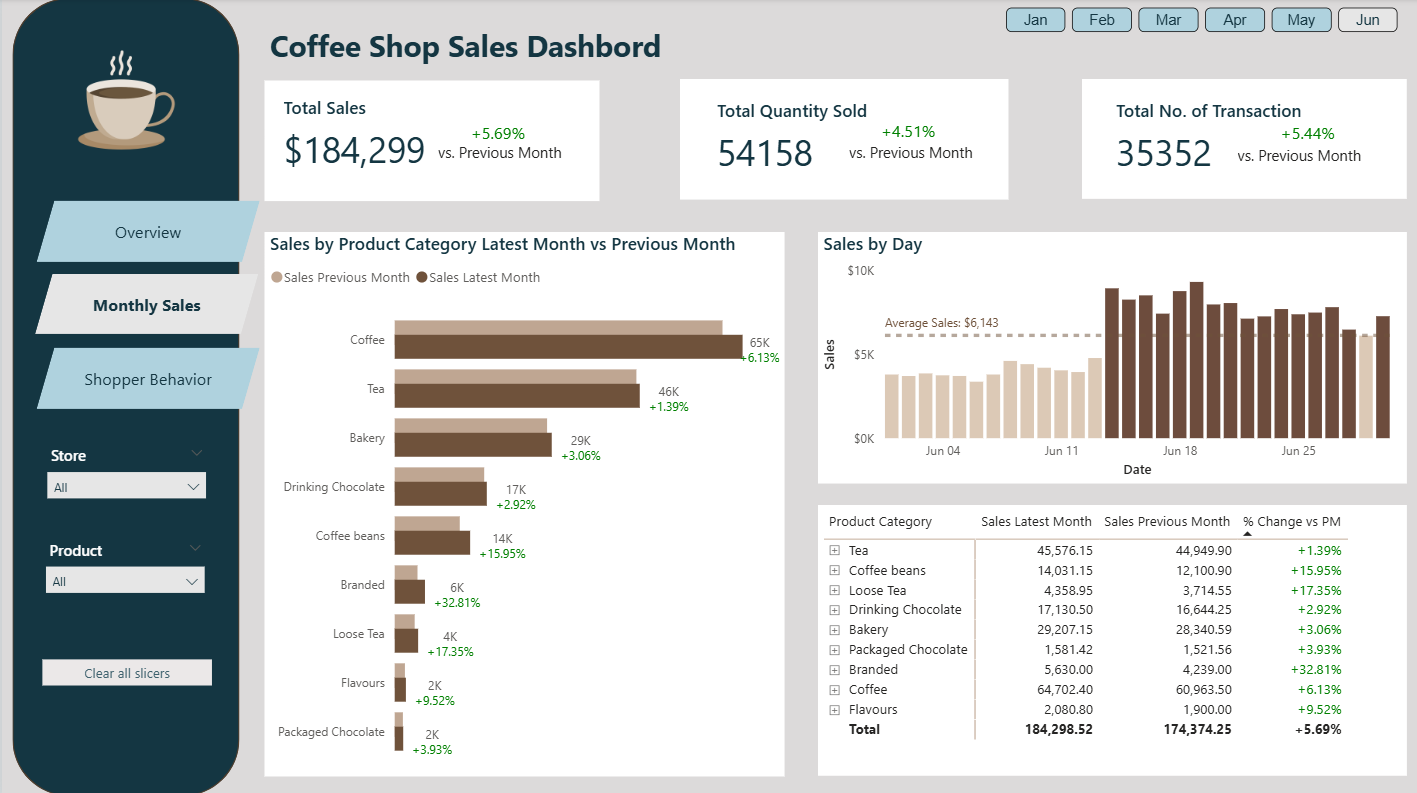 Jan Feb Mar Apr May Jun
Coffee Shop Sales Dashbord
Total Sales
$184,299
+5.69%
vs. Previous Month
Total Quantity Sold
54158
+4.51%
vs. Previous Month
Total No. of Transaction
35352
+5.44%
vs. Previous Month
Overview
Monthly Sales
Shopper Behavior
Store
All
Product
All
Clear all slicers
Sales by Product Category Latest Month vs Previous Month
Sales Previous Month Sales Latest Month
Coffee
65K
+6.13%
Tea
46K
+1.39%
Bakery
29K
+3.06%
Drinking Chocolate
17K
+2.92%
Coffee beans
14K
+15.95%
Branded
6K
+32.81%
Loose Tea
4K
+17.35%
Flavours
2K
+9.52%
Packaged Chocolate
2K
+3.93%
Sales by Day
$10K
Average Sales: $6,143
Sales
$5K
$0K
Jun 04 Jun 11 Jun 18 Jun 25
Date
Product Category Sales Latest Month Sales Previous Month % Change vs PM
Tea 45,576.15 44,949.90 +1.39%
Coffee beans 14,031.15 12,100.90 +15.95%
Loose Tea 4,358.95 3,714.55 +17.35%
Drinking Chocolate 17,130.50 16,644.25 +2.92%
Bakery 29,207.15 28,340.59 +3.06%
Packaged Chocolate 1,581.42 1,521.56 +3.93%
Branded 5,630.00 4,239.00 +32.81%
Coffee 64,702.40 60,963.50 +6.13%
Flavours 2,080.80 1,900.00 +9.52%
Total 184,298.52 174,374.25 +5.69%